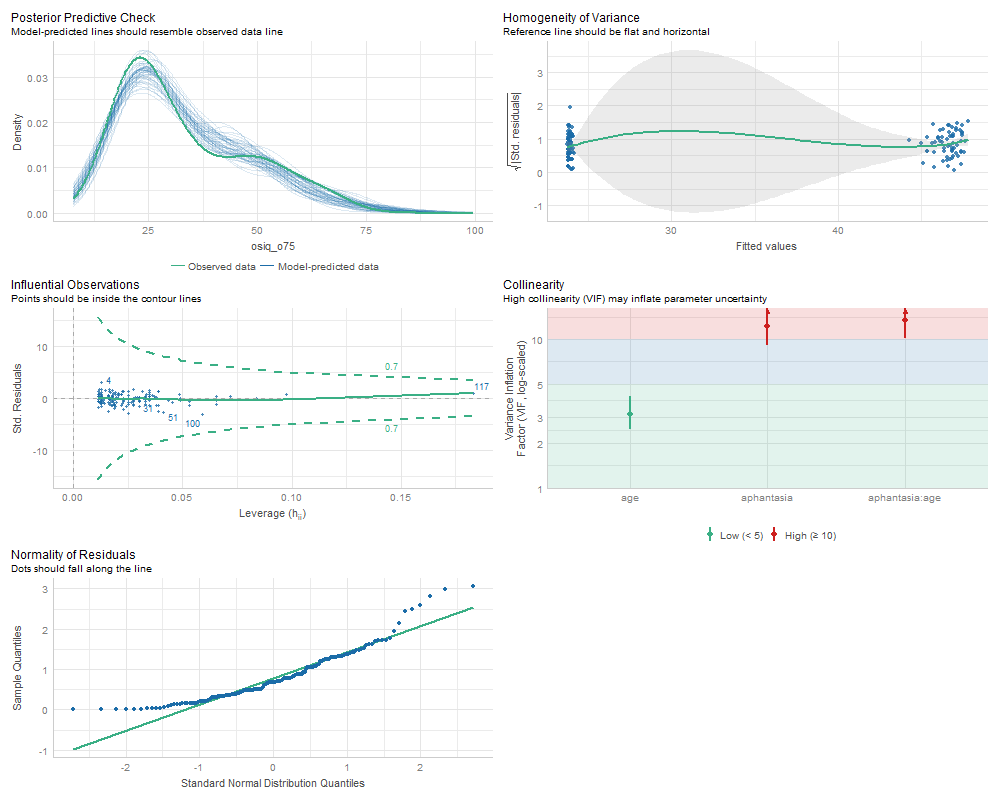 Posterior Predictive Check
Model-predicted lines should resemble observed data line
0.03
0.02
0.01
0.00
Density
25
50
75
100
osiq_o75
Observed data
Model-predicted data
Homogeneity of Variance
Reference line should be flat and horizontal
3
2
1
0
-1
√|Std. residuals|
30
40
Fitted values
Influential Observations
Points should be inside the contour lines
10
0
-10
Std. Residuals
0.7
0.7
4
31
51
100
117
0.00
0.05
0.10
0.15
Leverage (hii)
Collinearity
High collinearity (VIF) may inflate parameter uncertainty
10
5
3
2
1
Variance Inflation
Factor (VIF, log-scaled)
age
aphantasia
aphantasia:age
Low (< 5)
High (≥ 10)
Normality of Residuals
Dots should fall along the line
3
2
1
0
-1
Sample Quantiles
-2
-1
0
1
2
Standard Normal Distribution Quantiles